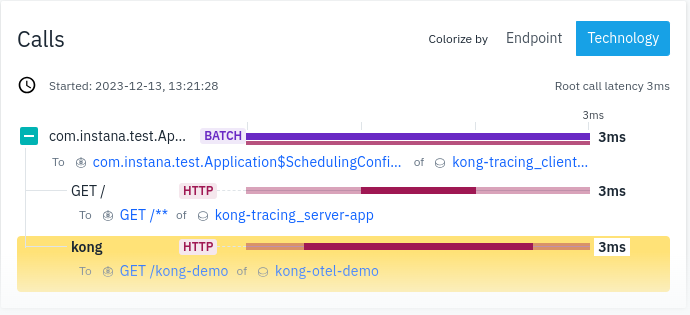 Calls
Colorize by Endpoint Technology
Started: 2023-12-13, 13:21:28 Root call latency 3ms
3ms
com.instana.test.Ap... BATCH 3ms
To com.instana.test.Application$SchedulingConfi... of kong-tracing_client...
GET / HTTP 3ms
To GET /** of kong-tracing_server-app
kong HTTP 3ms
To GET /kong-demo of kong-otel-demo